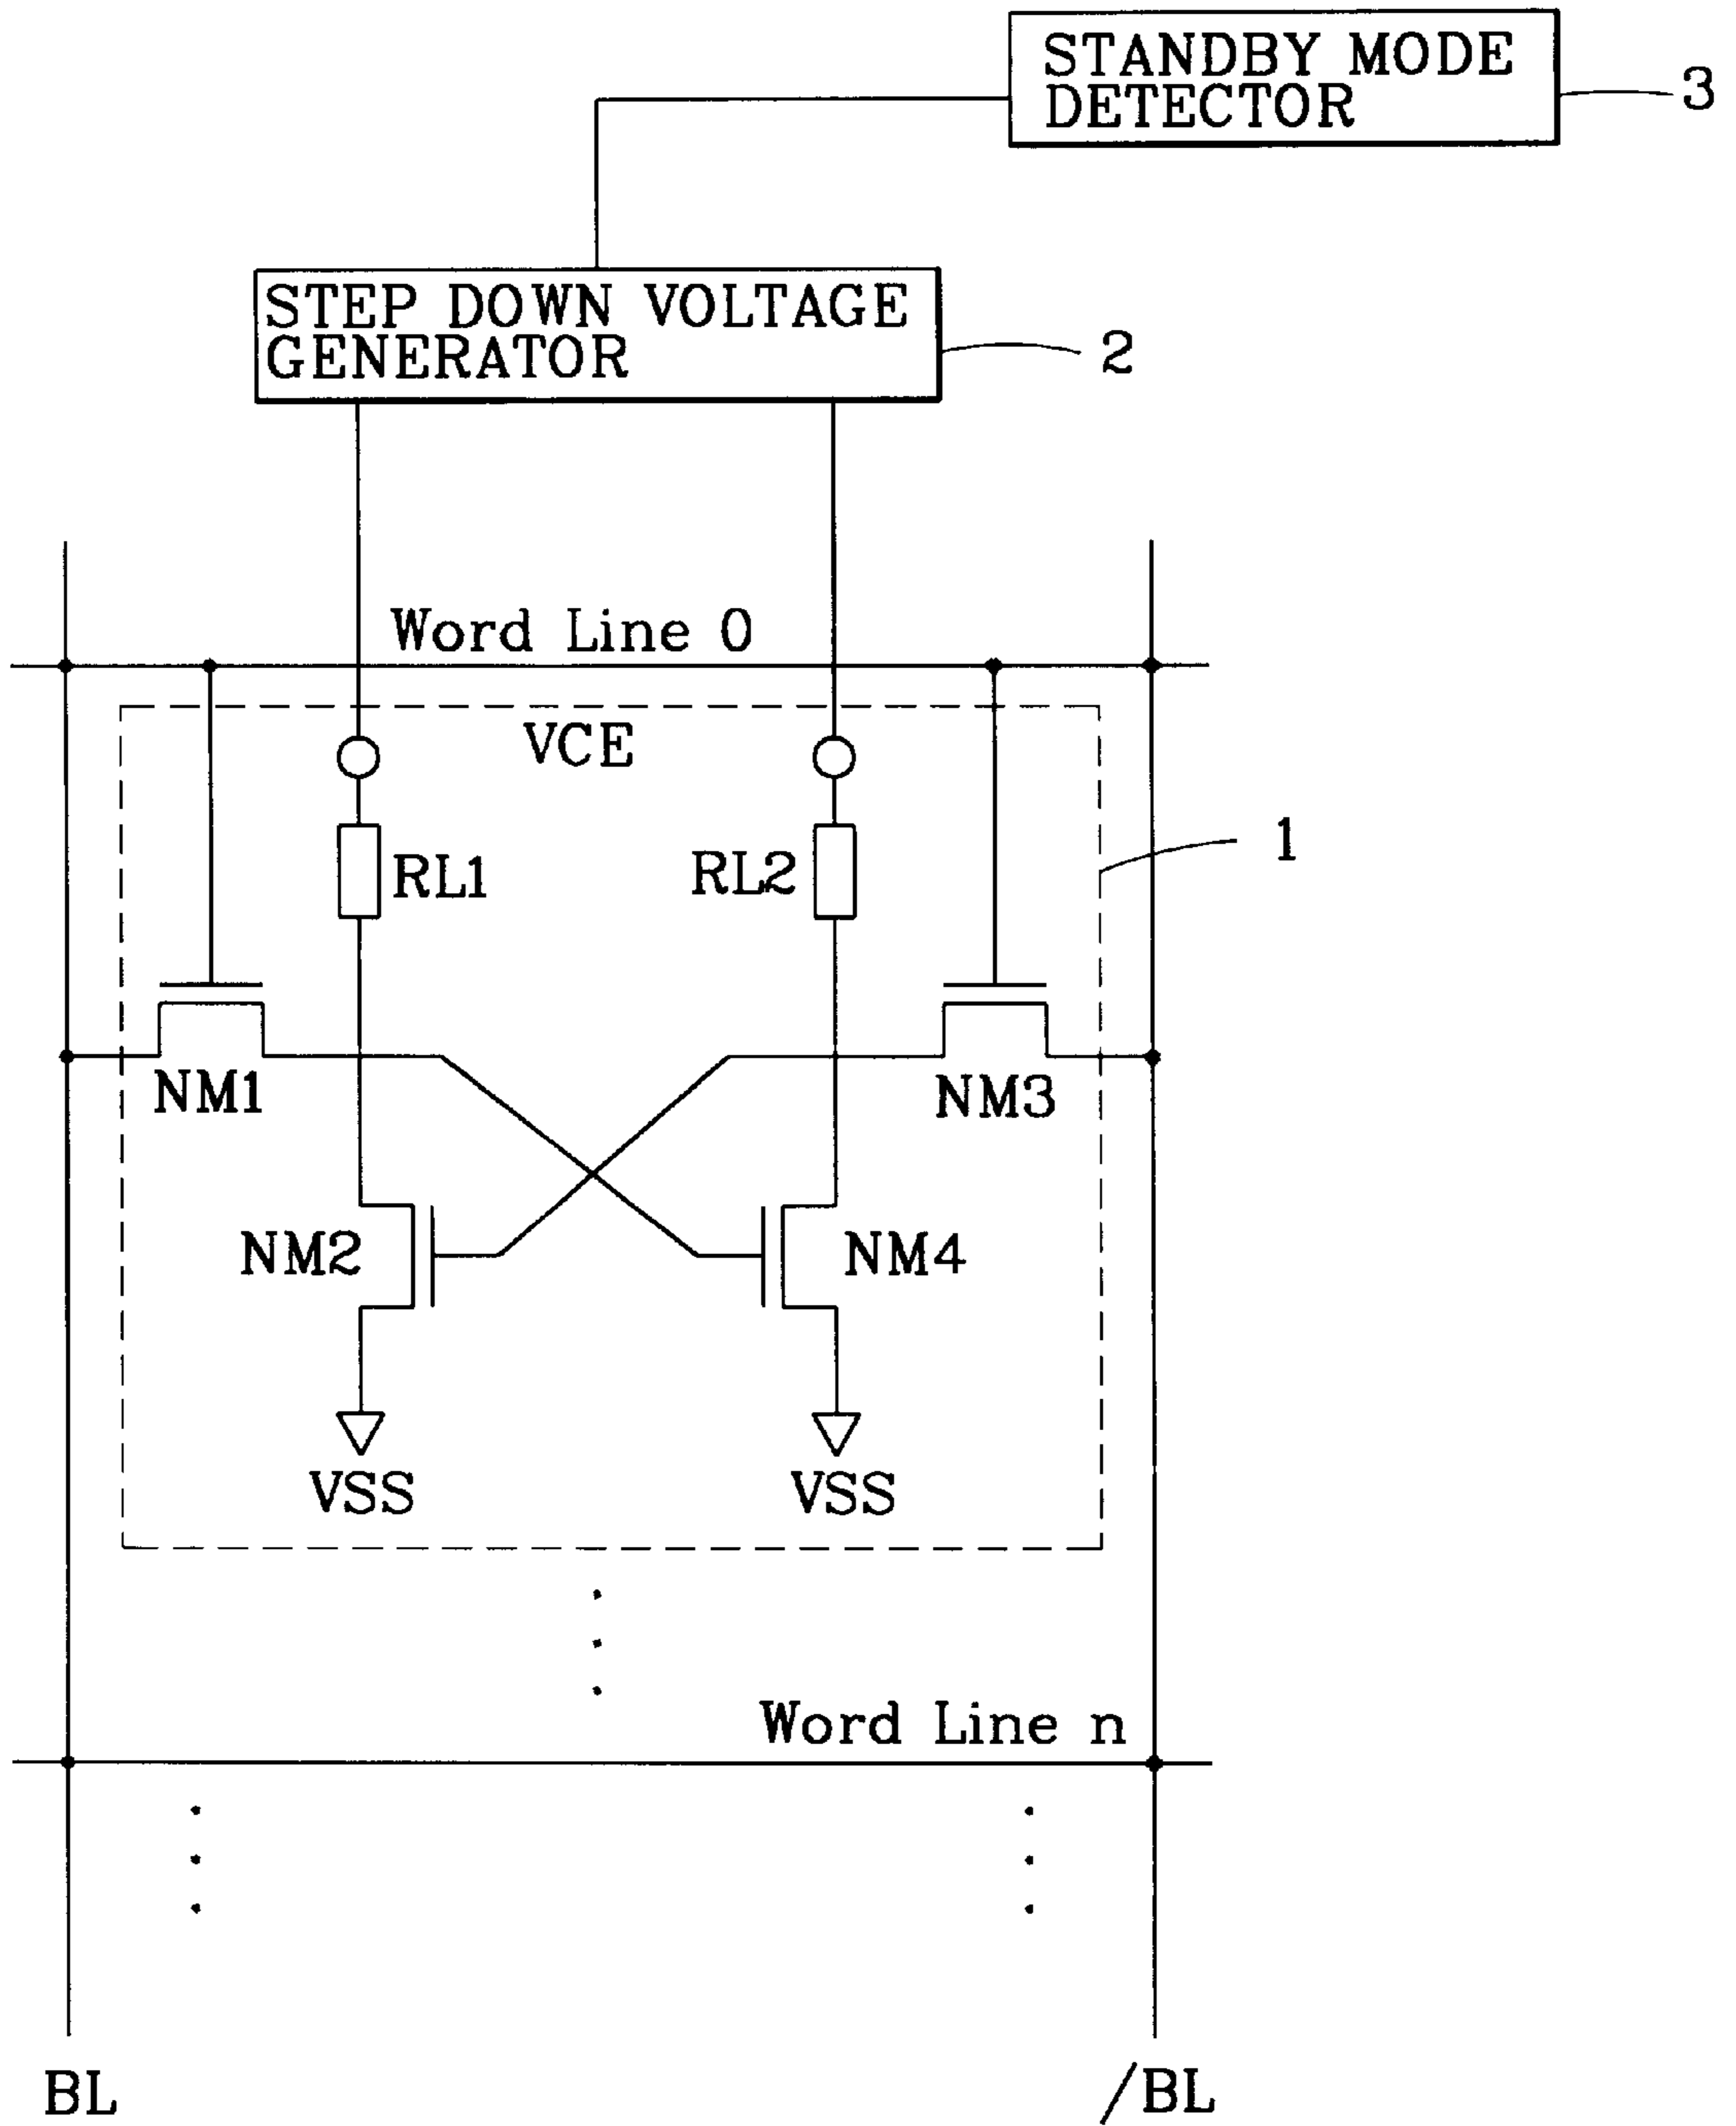 STANDBY MODE
DETECTOR
3
STEP DOWN VOLTAGE
GENERATOR
2
Word Line 0
VCE
1
RL1
RL2
NM1
NM3
NM2
NM4
VSS
VSS
Word Line n
BL
/BL